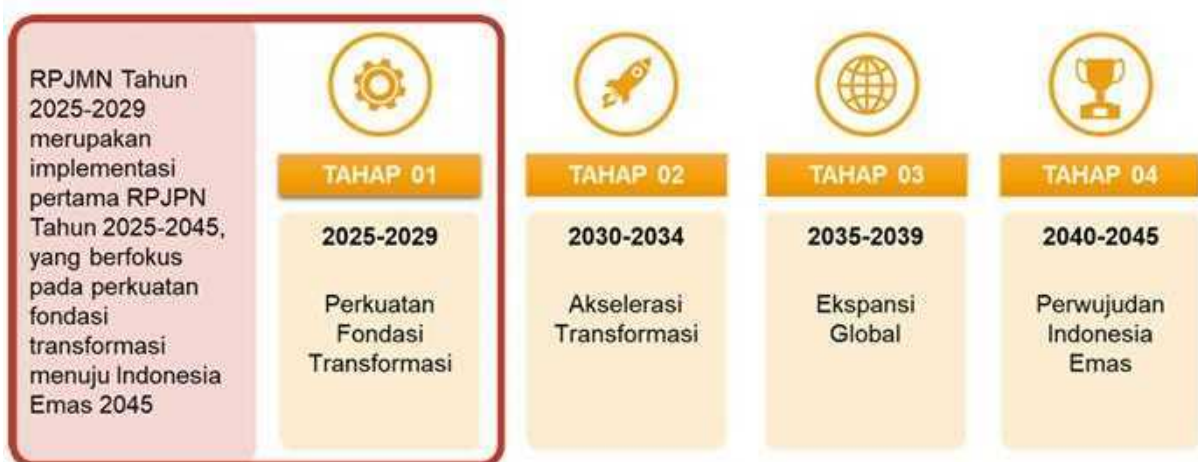 RPJMN Tahun
2025-2029
merupakan
implementasi
pertama RPJPN
Tahun 2025-2045,
yang berfokus
pada perkuatan
fondasi
transformasi
menuju Indonesia
Emas 2045
TAHAP 01
2025-2029
Perkuatan
Fondasi
Transformasi
TAHAP 02
2030-2034
Akselerasi
Transformasi
TAHAP 03
2035-2039
Ekspansi
Global
TAHAP 04
2040-2045
Perwujudan
Indonesia
Emas